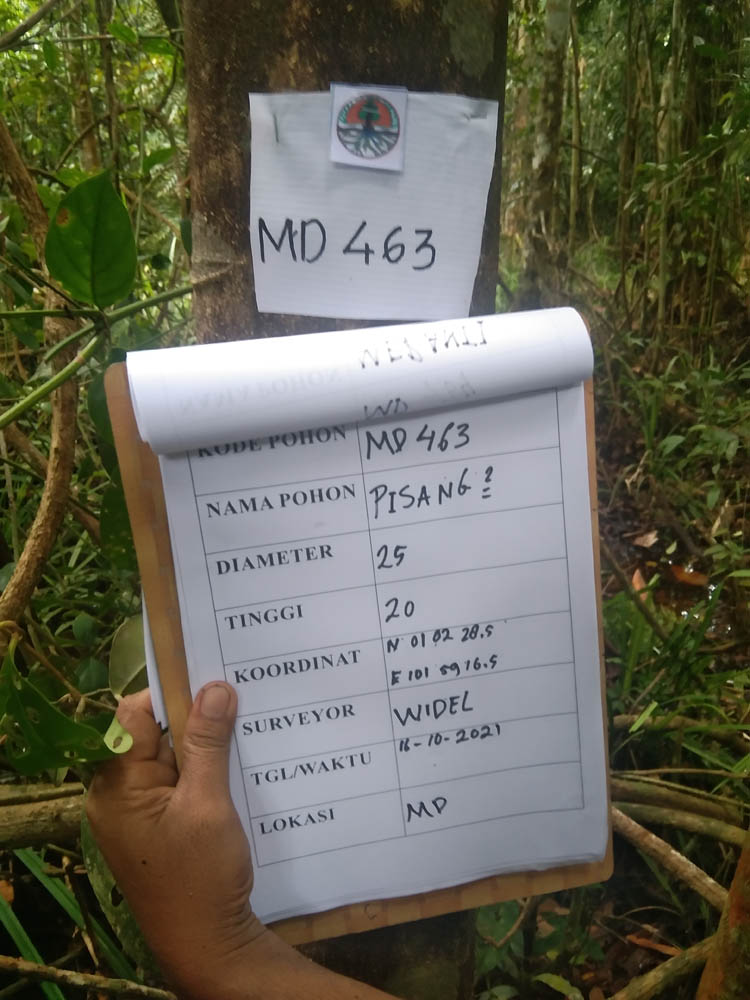 MD 463
KODE POHON MD 463
NAMA POHON PISANG 2
DIAMETER 25
TINGGI 20
KOORDINAT N 01 02 28.5
E 101 59 16.5
SURVEYOR WIDEL
TGL/WAKTU 16-10-2021
LOKASI MD